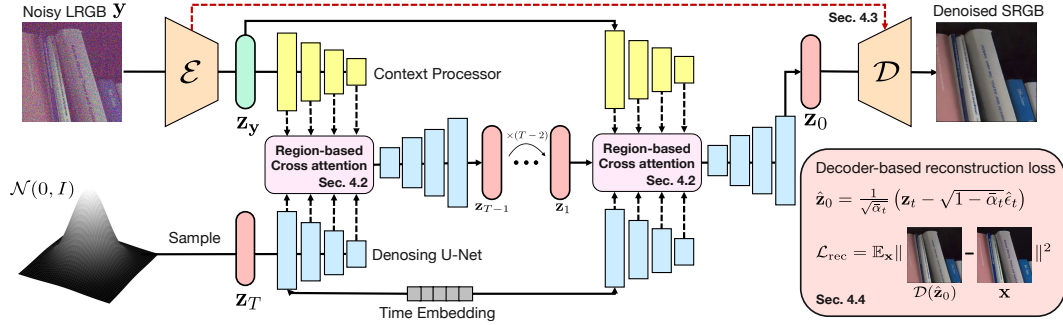 Noisy LRGB y
Sec. 4.3
Denoised SRGB
ℰ
𝒟
Context Processor
z_y
z_0
×(T−2)
Region-based
Cross attention
Sec. 4.2
Region-based
Cross attention
Sec. 4.2
z_{T−1}
z_1
𝒩(0, I)
Sample
z_T
Denosing U-Net
Time Embedding
Decoder-based reconstruction loss
ẑ_0 = 1/√ᾱ_t (z_t − √(1 − ᾱ_t) ε̂_t)
ℒ_rec = 𝔼_x‖ − ‖²
𝒟(ẑ_0) x
Sec. 4.4